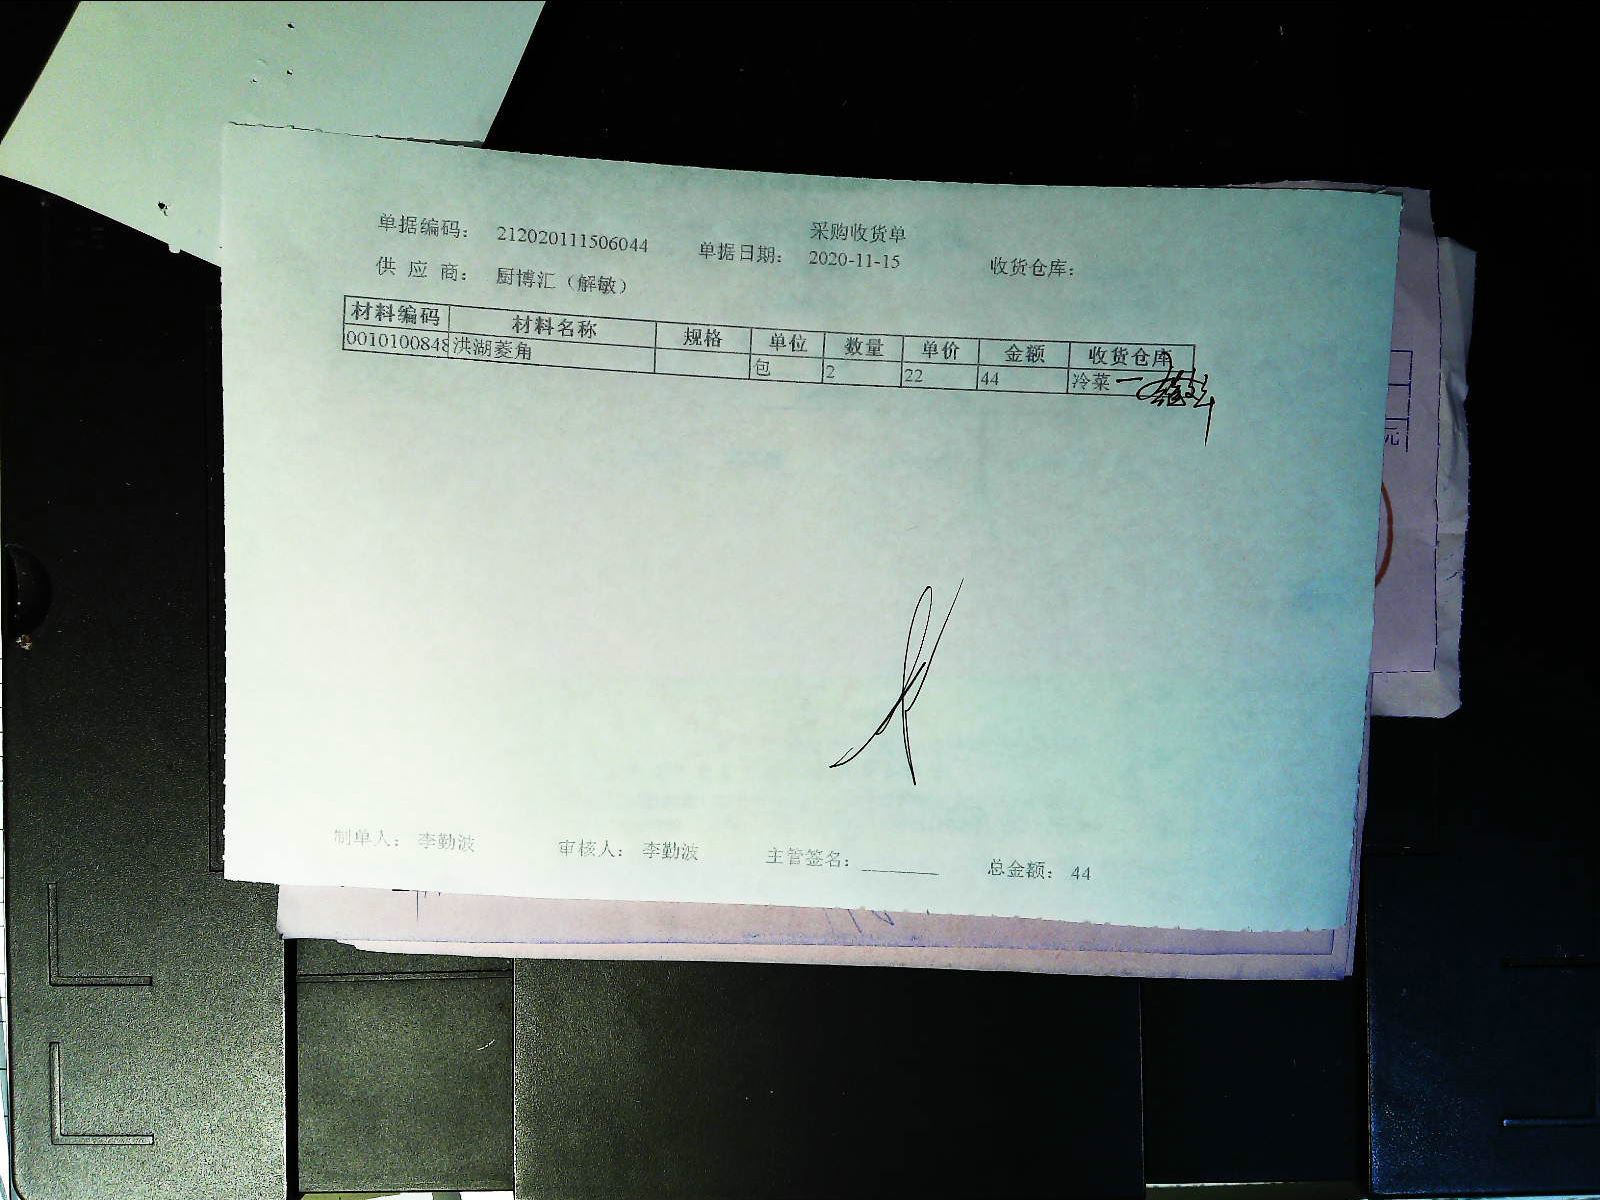 采购收货单
单据编码： 212020111506044 单据日期： 2020-11-15 收货仓库：
供 应 商： 厨博汇（解敏）
材料编码 材料名称 规格 单位 数量 单价 金额 收货仓库
0010100848 洪湖菱角 包 2 22 44 冷菜
制单人： 李勤波 审核人： 李勤波 主管签名： ________ 总金额： 44
元